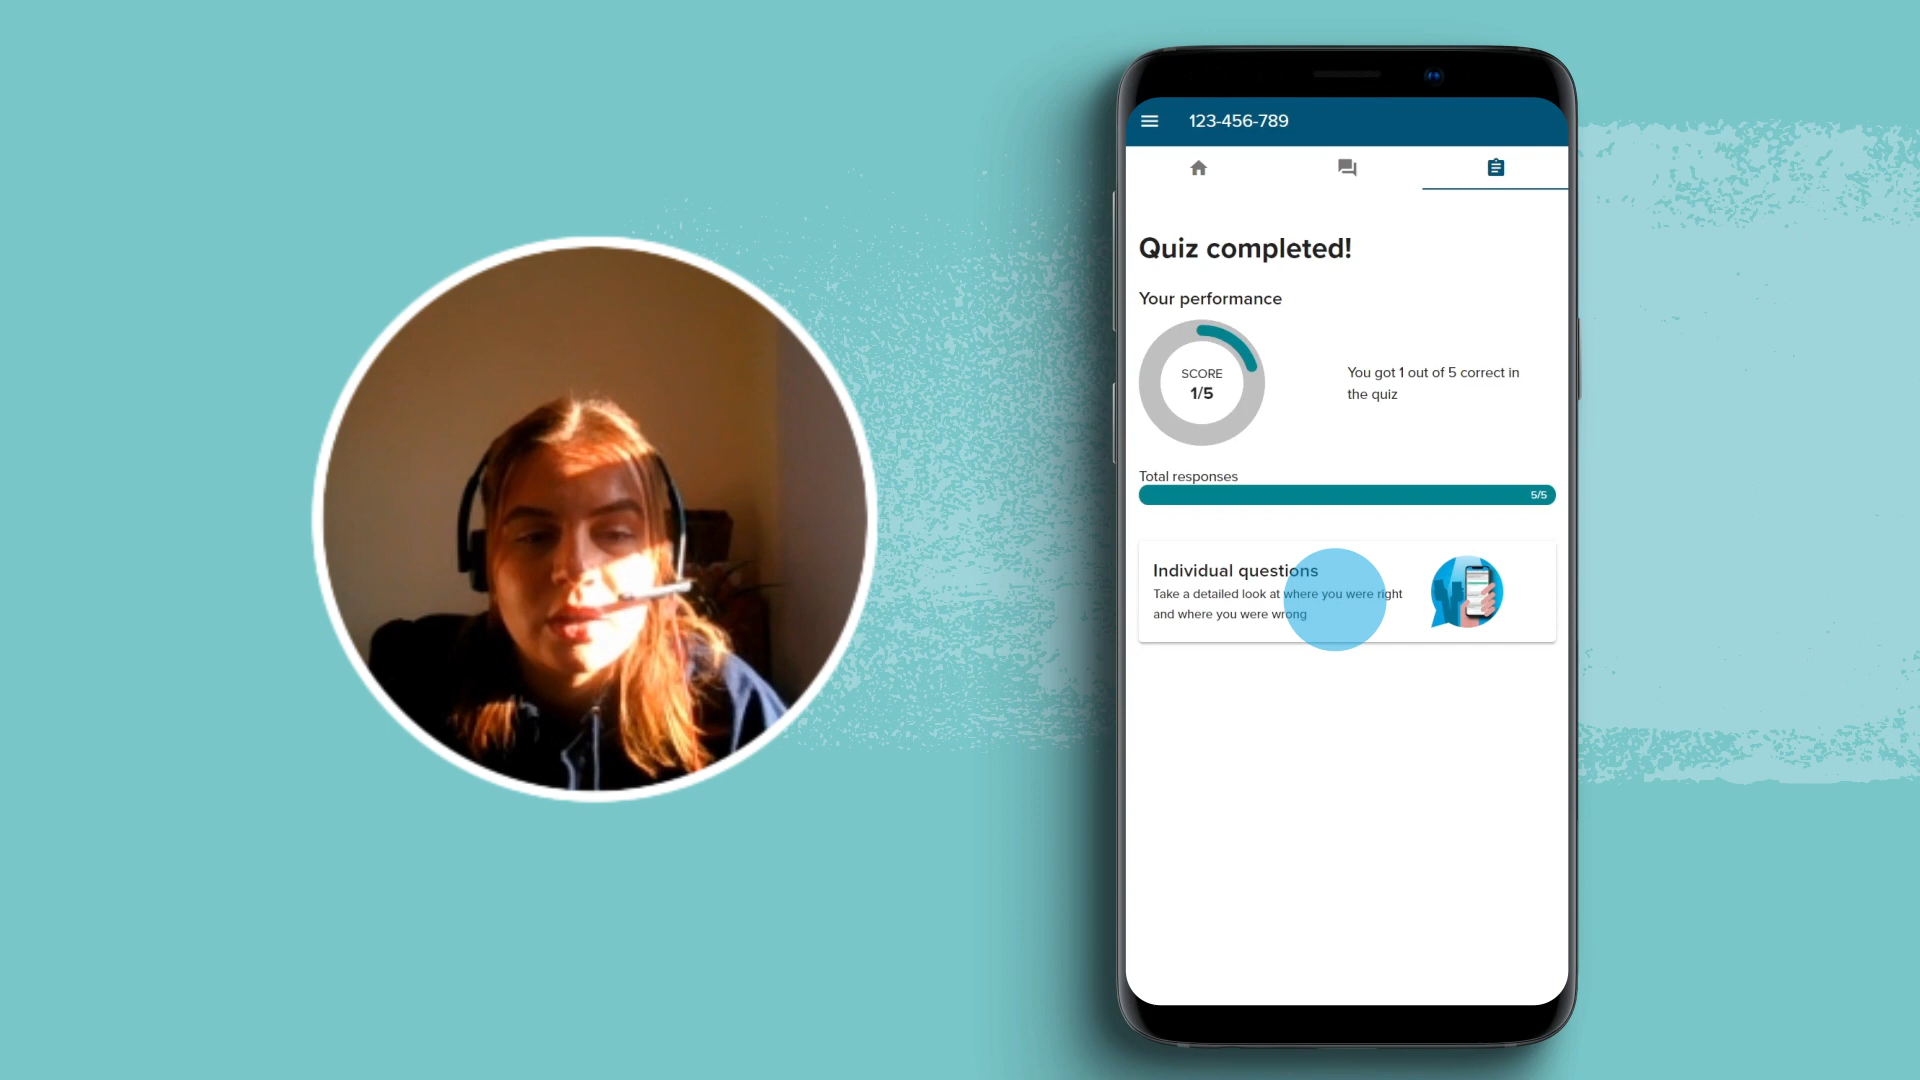 123-456-789
Quiz completed!
Your performance
SCORE
1/5
You got 1 out of 5 correct in
the quiz
Total responses
5/5
Individual questions
Take a detailed look at where you were right
and where you were wrong